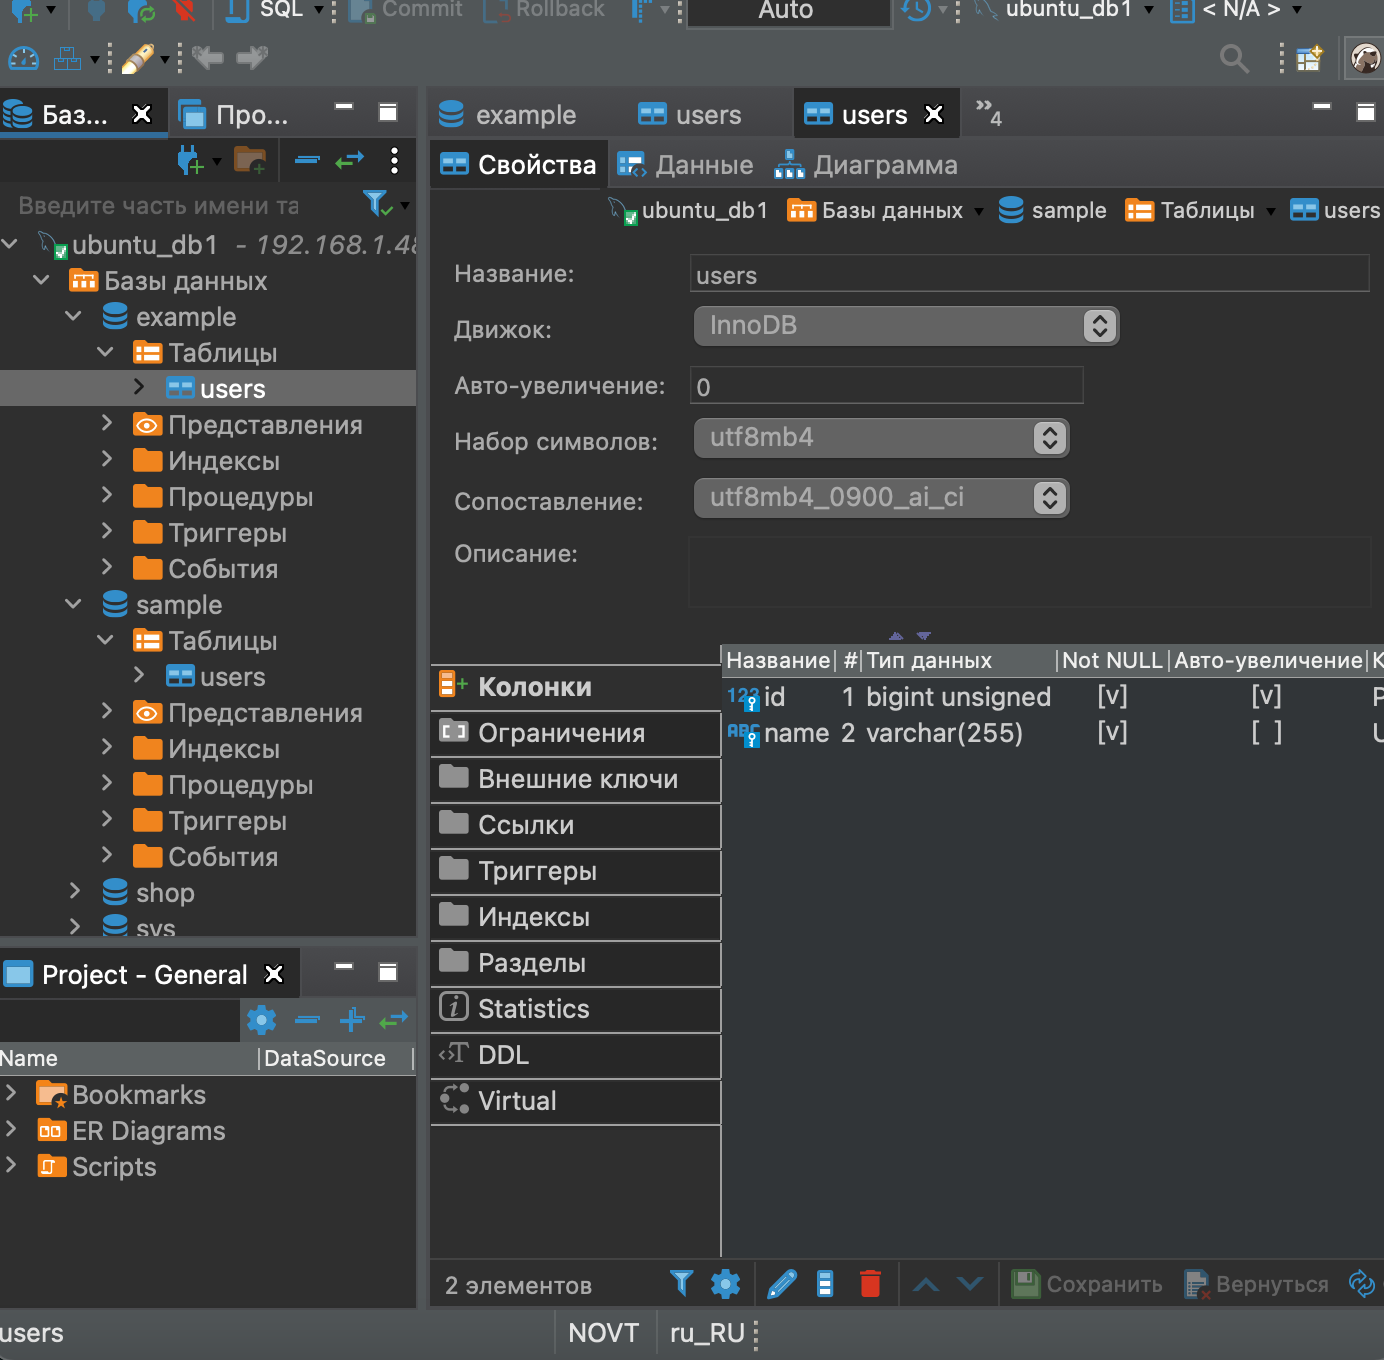 SQL Commit Rollback Auto ubuntu_db1 < N/A >
Баз... Про...
example users users »4
Свойства Данные Диаграмма
Введите часть имени та
ubuntu_db1 Базы данных sample Таблицы users
ubuntu_db1 - 192.168.1.48
Базы данных
example
Таблицы
users
Представления
Индексы
Процедуры
Триггеры
События
sample
Таблицы
users
Представления
Индексы
Процедуры
Триггеры
События
shop
sys
Название: users
Движок: InnoDB
Авто-увеличение: 0
Набор символов: utf8mb4
Сопоставление: utf8mb4_0900_ai_ci
Описание:
Колонки
Ограничения
Внешние ключи
Ссылки
Триггеры
Индексы
Разделы
Statistics
DDL
Virtual
Название # Тип данных Not NULL Авто-увеличение К
123 id 1 bigint unsigned [v] [v] P
ABC name 2 varchar(255) [v] [ ] U
Project - General
Name DataSource
Bookmarks
ER Diagrams
Scripts
2 элементов Сохранить Вернуться
users NOVT ru_RU